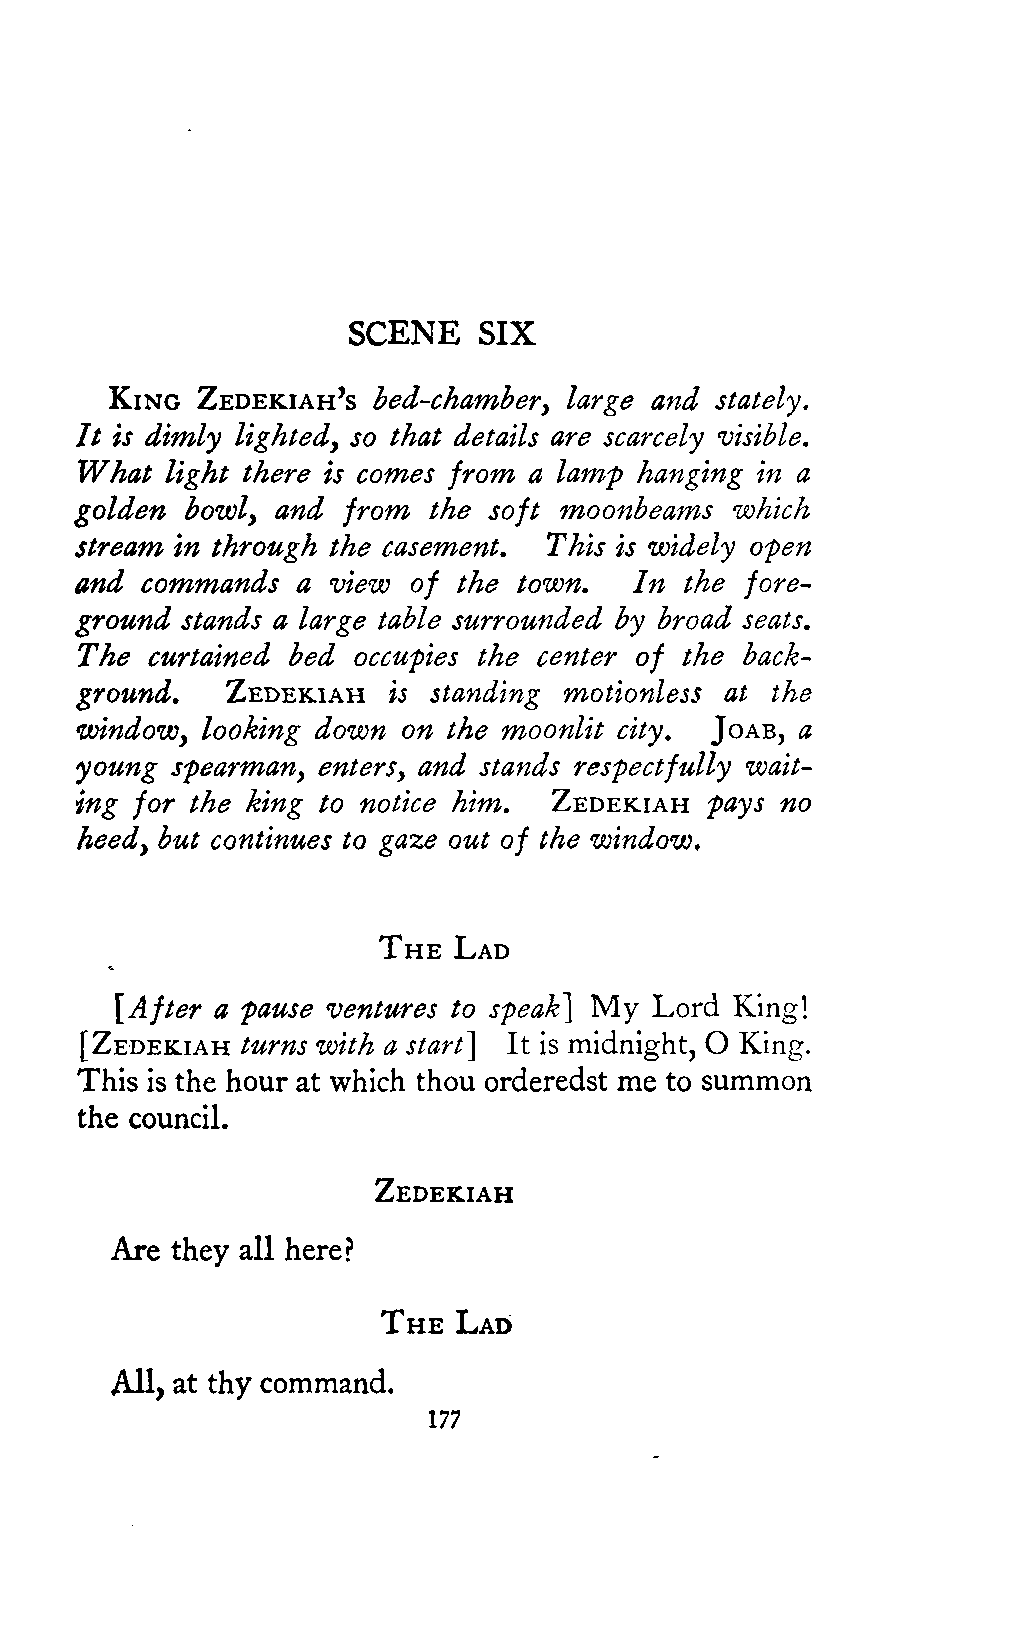 SCENE SIX
KING ZEDEKIAH'S bed-chamber, large and stately.
It is dimly lighted, so that details are scarcely visible.
What light there is comes from a lamp hanging in a
golden bowl, and from the soft moonbeams which
stream in through the casement. This is widely open
and commands a view of the town. In the fore-
ground stands a large table surrounded by broad seats.
The curtained bed occupies the center of the back-
ground. ZEDEKIAH is standing motionless at the
window, looking down on the moonlit city. JOAB, a
young spearman, enters, and stands respectfully wait-
ing for the king to notice him. ZEDEKIAH pays no
heed, but continues to gaze out of the window.
THE LAD
[After a pause ventures to speak] My Lord King!
[ZEDEKIAH turns with a start] It is midnight, O King.
This is the hour at which thou orderedst me to summon
the council.
ZEDEKIAH
Are they all here?
THE LAD
All, at thy command.
177